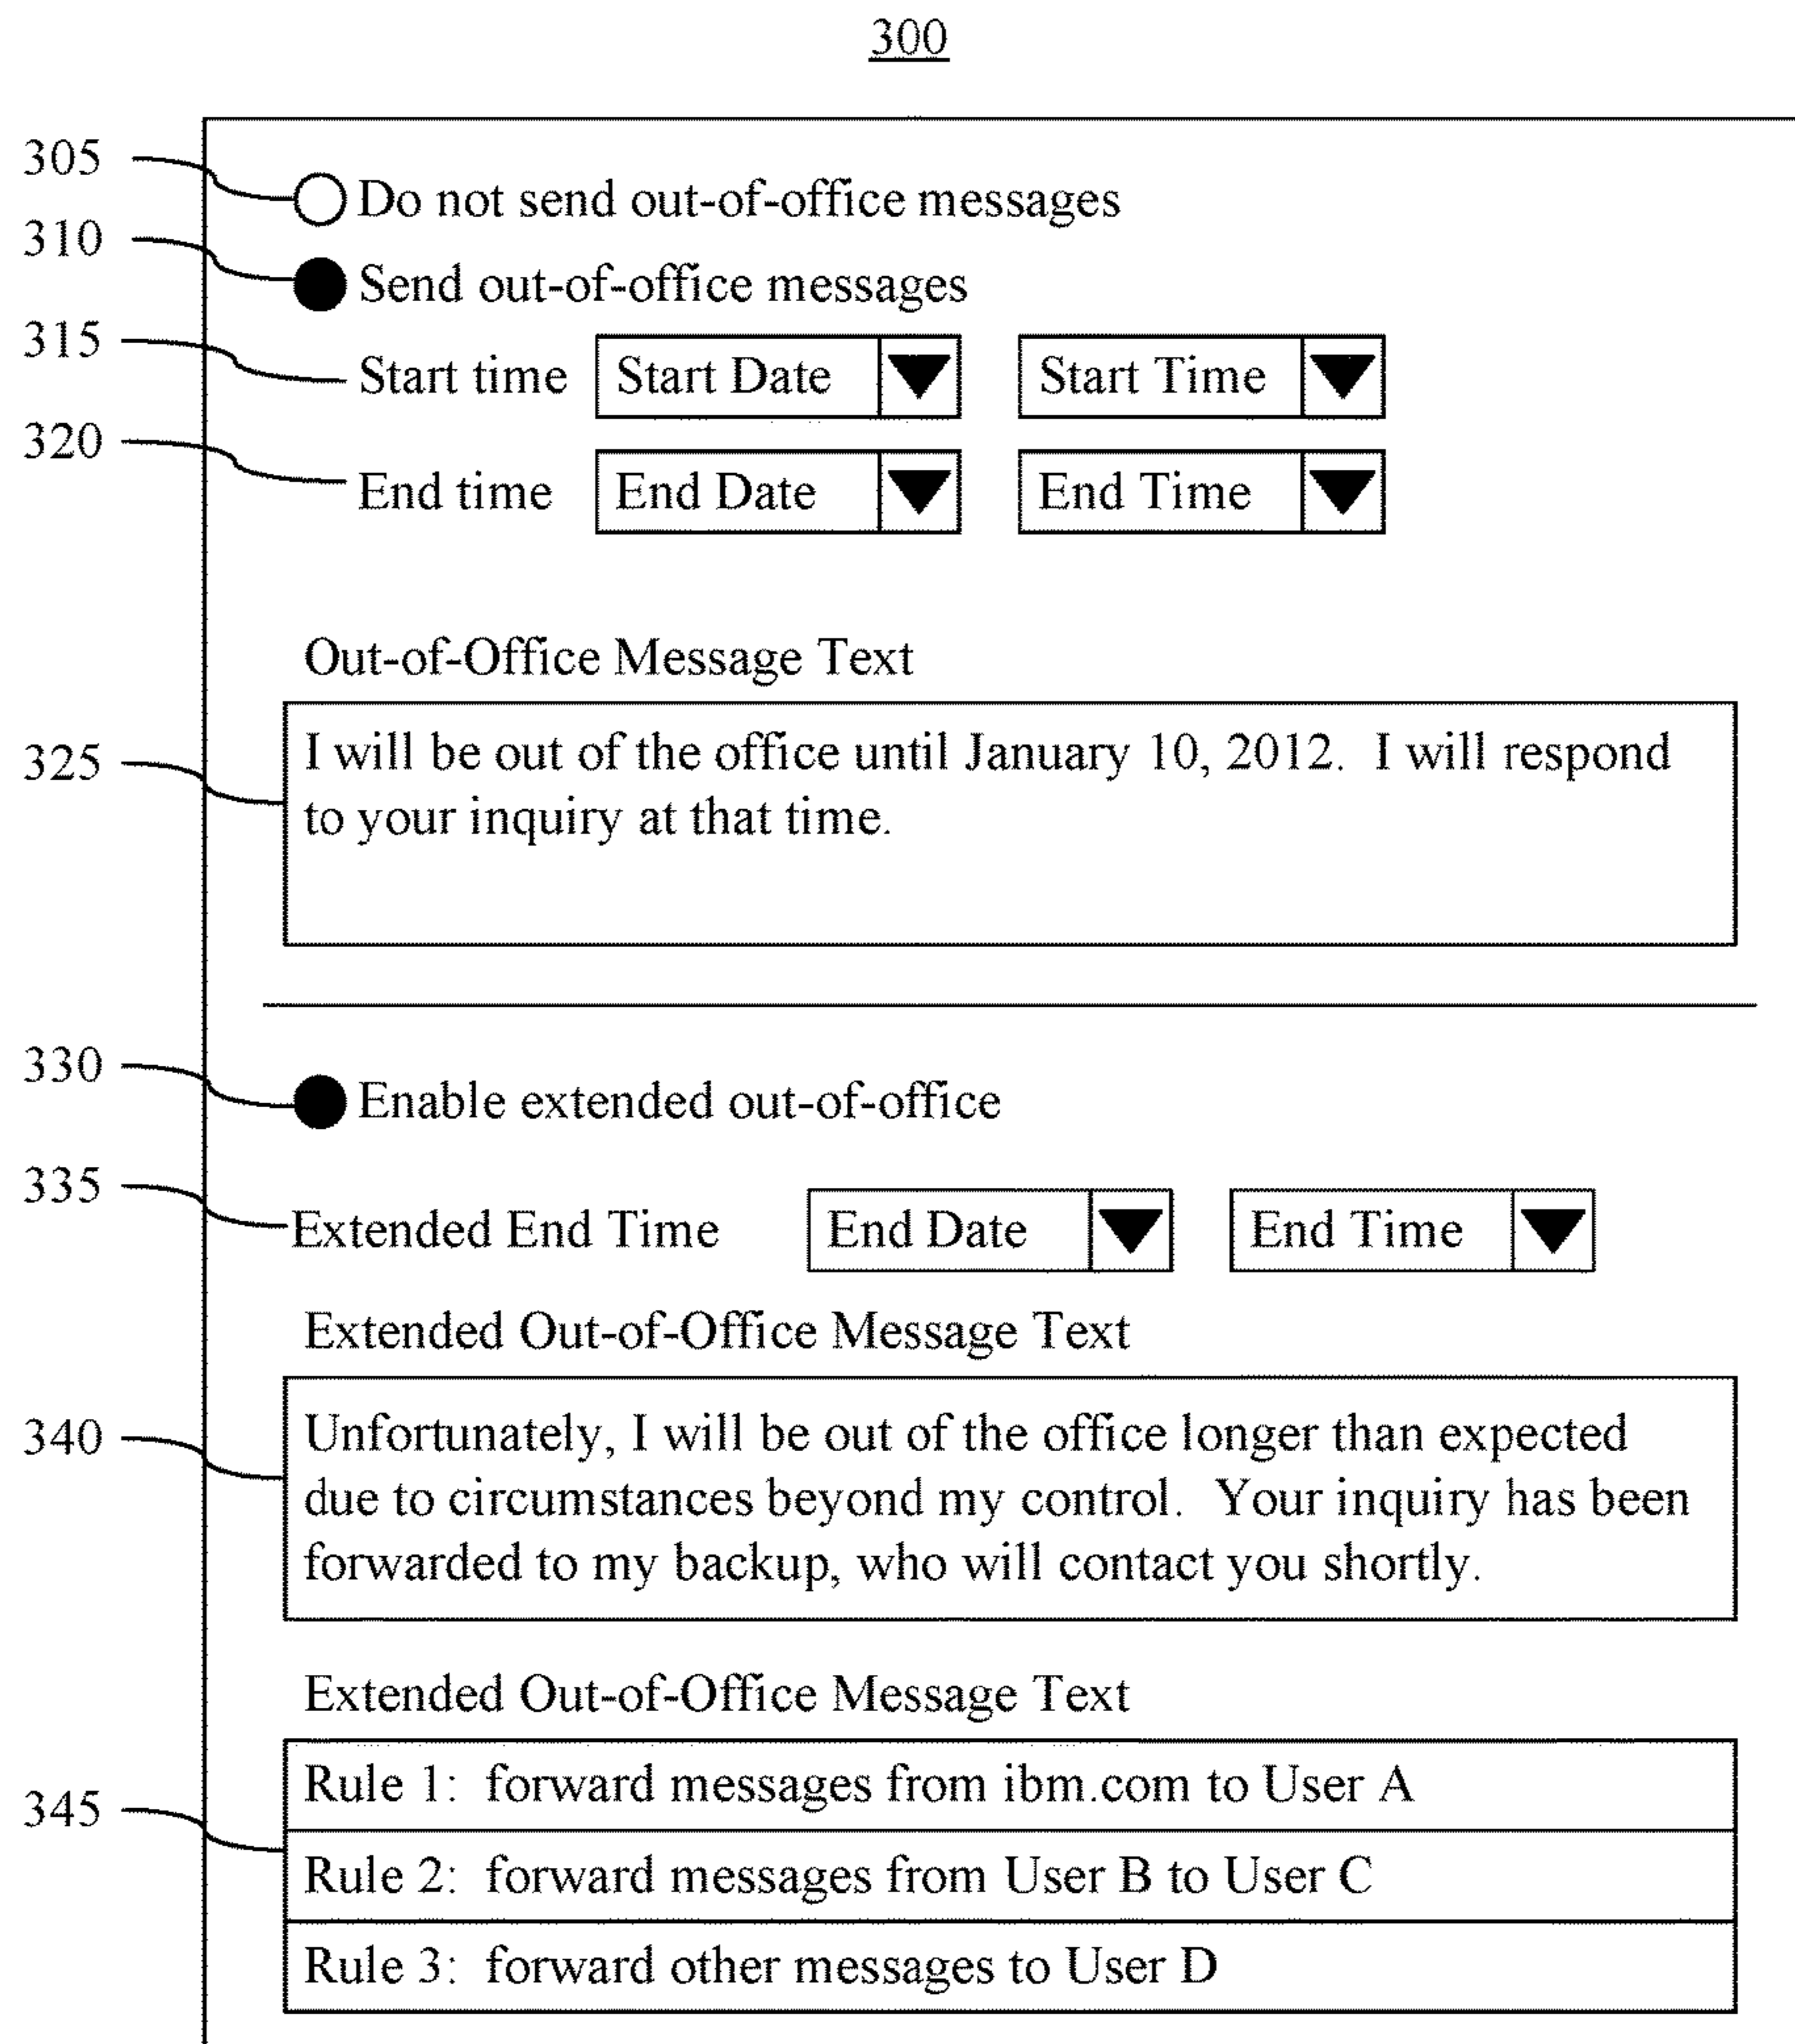 300
305
Do not send out-of-office messages
310
Send out-of-office messages
315
Start time Start Date Start Time
320
End time End Date End Time
Out-of-Office Message Text
325
I will be out of the office until January 10, 2012.  I will respond
to your inquiry at that time.
330
Enable extended out-of-office
335
Extended End Time End Date End Time
Extended Out-of-Office Message Text
340
Unfortunately, I will be out of the office longer than expected
due to circumstances beyond my control.  Your inquiry has been
forwarded to my backup, who will contact you shortly.
Extended Out-of-Office Message Text
345
Rule 1:  forward messages from ibm.com to User A
Rule 2:  forward messages from User B to User C
Rule 3:  forward other messages to User D